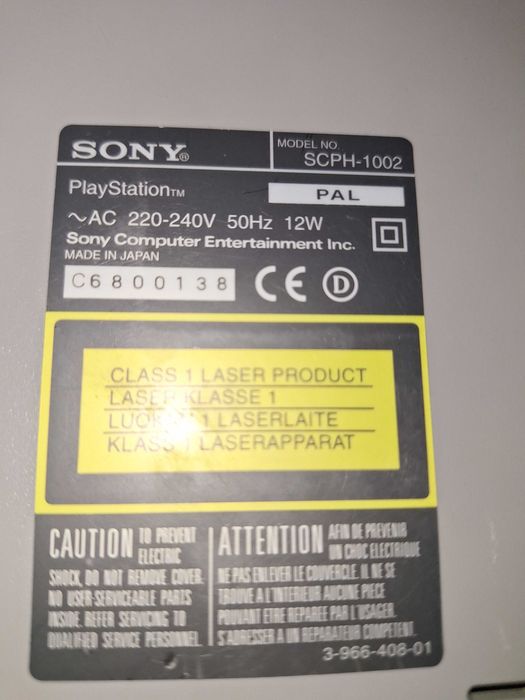 SONY®
MODEL NO.
SCPH-1002
PlayStation™
PAL
~AC 220-240V 50Hz 12W
Sony Computer Entertainment Inc.
MADE IN JAPAN
C6800138
CE D
CLASS 1 LASER PRODUCT
LASER KLASSE 1
LUOKAN 1 LASERLAITE
KLASS 1 LASERAPPARAT
CAUTION TO PREVENT
ELECTRIC
SHOCK, DO NOT REMOVE COVER.
NO USER-SERVICEABLE PARTS
INSIDE. REFER SERVICING TO
QUALIFIED SERVICE PERSONNEL.
ATTENTION AFIN DE PREVENIR
UN CHOC ELECTRIQUE
NE PAS ENLEVER LE COUVERCLE. IL NE SE
TROUVE A L'INTERIEUR AUCUNE PIECE
POUVANT ETRE REPAREE PAR L'USAGER.
S'ADRESSER A UN REPARATEUR COMPETENT.
3-966-408-01